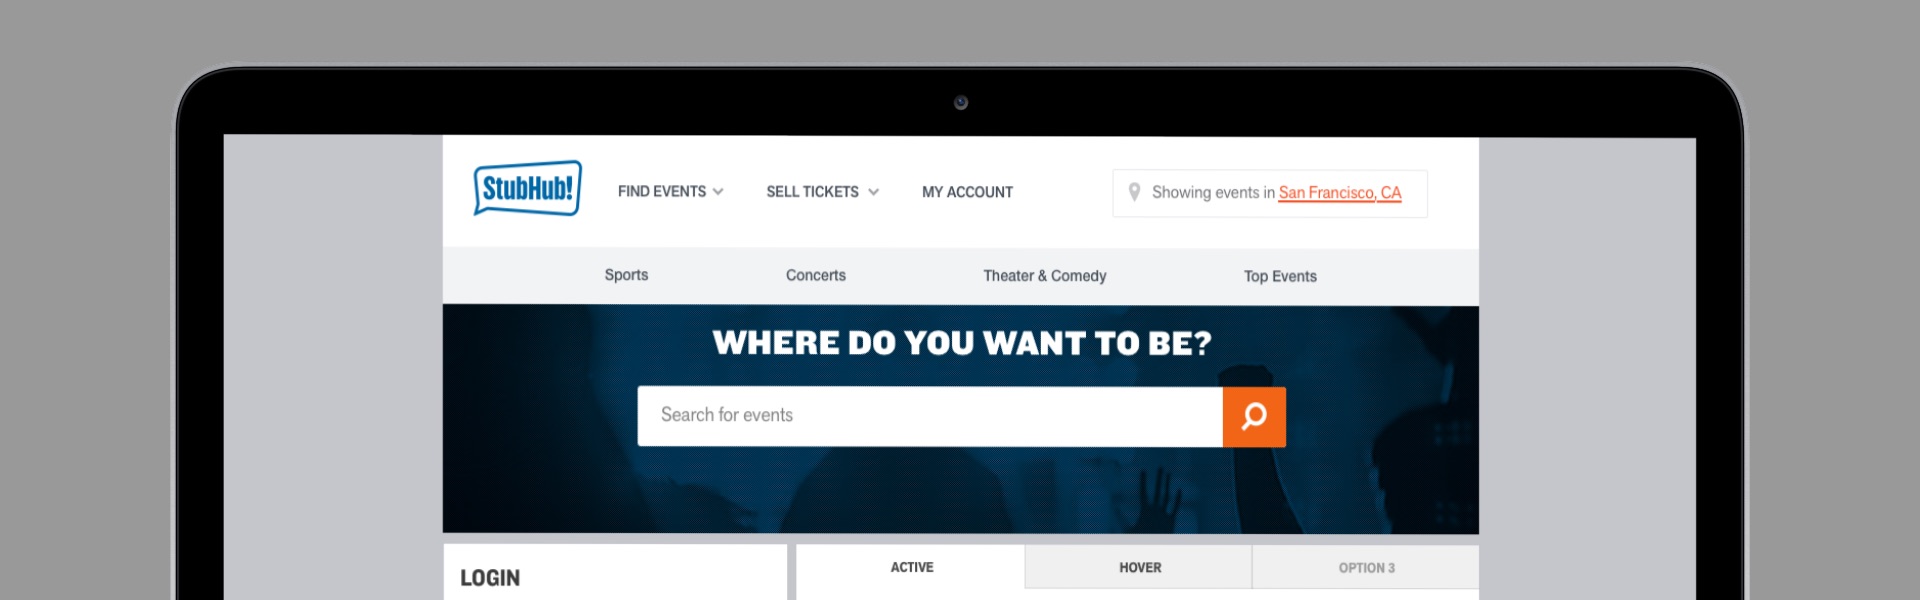 StubHub!
FIND EVENTS
SELL TICKETS
MY ACCOUNT
Showing events in San Francisco, CA
Sports
Concerts
Theater & Comedy
Top Events
WHERE DO YOU WANT TO BE?
Search for events
LOGIN
ACTIVE
HOVER
OPTION 3